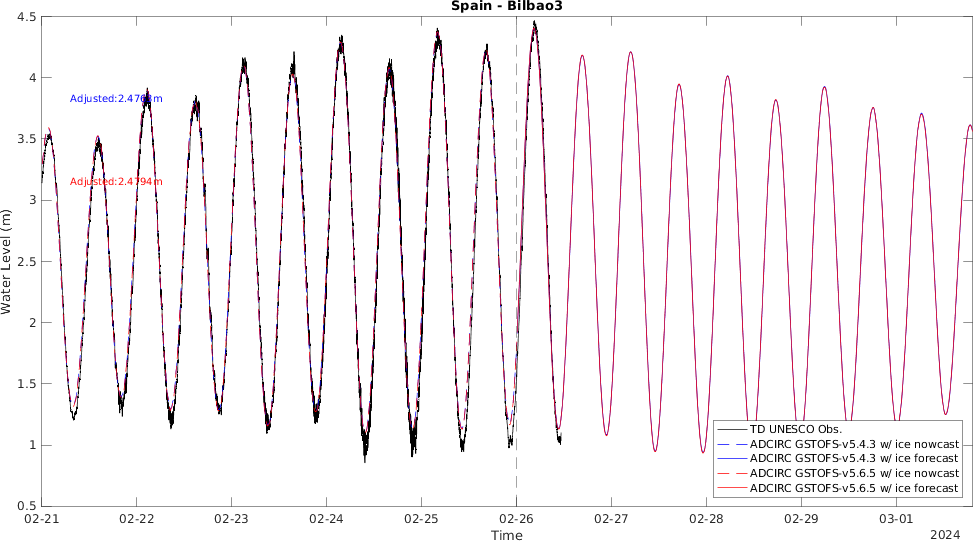 Spain - Bilbao3
4.5
4
3.5
3
2.5
2
1.5
1
0.5
Water Level (m)
Adjusted:2.4794m
TD UNESCO Obs.
ADCIRC GSTOFS-v5.4.3 w/ ice nowcast
ADCIRC GSTOFS-v5.4.3 w/ ice forecast
ADCIRC GSTOFS-v5.6.5 w/ ice nowcast
ADCIRC GSTOFS-v5.6.5 w/ ice forecast
02-21 02-22 02-23 02-24 02-25 02-26 02-27 02-28 02-29 03-01
Time
2024